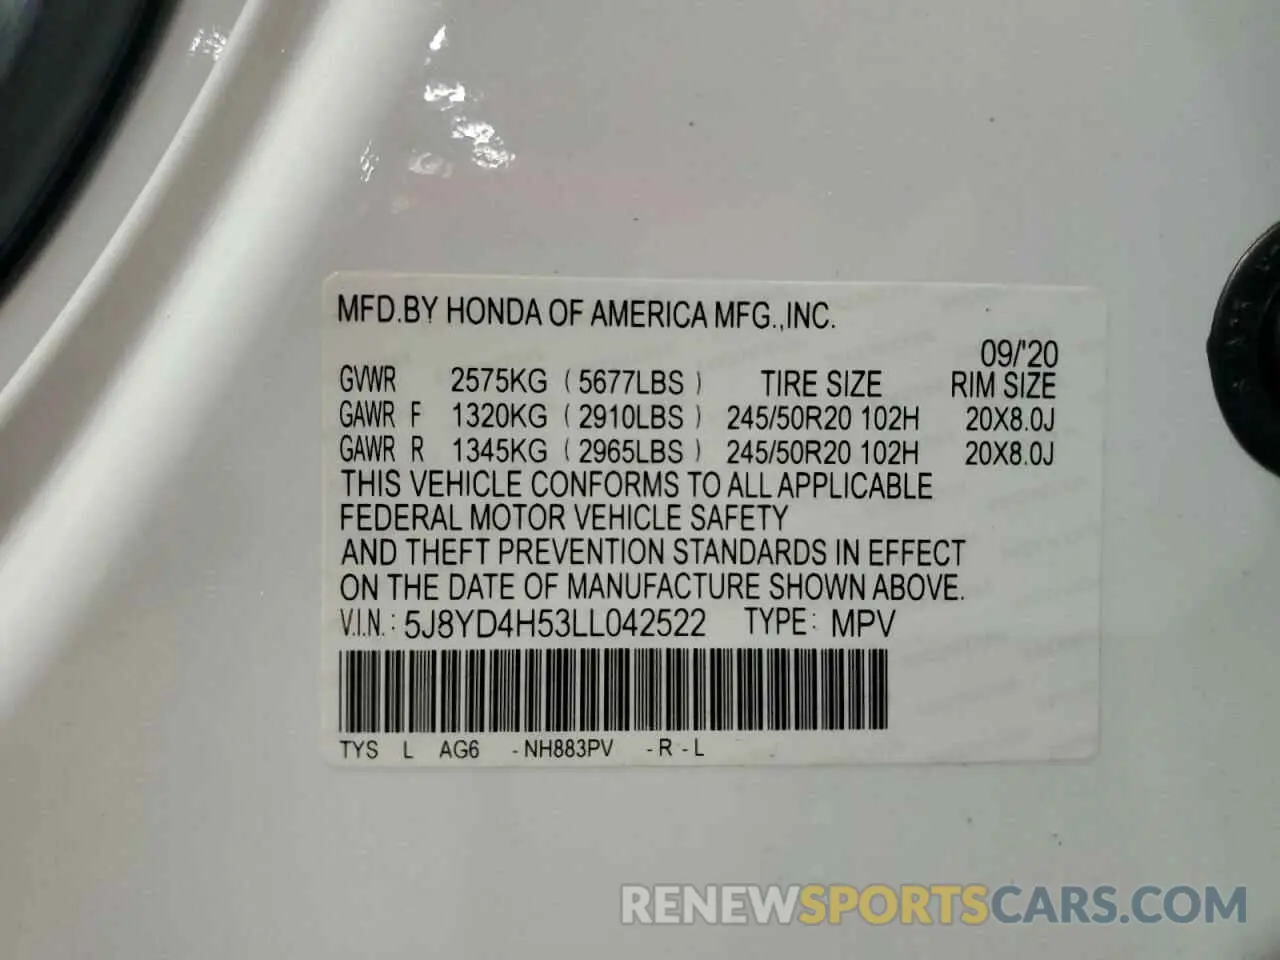 MFD.BY HONDA OF AMERICA MFG.,INC.
09/'20
GVWR 2575KG ( 5677LBS ) TIRE SIZE RIM SIZE
GAWR F 1320KG ( 2910LBS ) 245/50R20 102H 20X8.0J
GAWR R 1345KG ( 2965LBS ) 245/50R20 102H 20X8.0J
THIS VEHICLE CONFORMS TO ALL APPLICABLE
FEDERAL MOTOR VEHICLE SAFETY
AND THEFT PREVENTION STANDARDS IN EFFECT
ON THE DATE OF MANUFACTURE SHOWN ABOVE.
V.I.N.: 5J8YD4H53LL042522 TYPE: MPV
TYS L AG6 -NH883PV -R-L
RENEWSPORTSCARS.COM